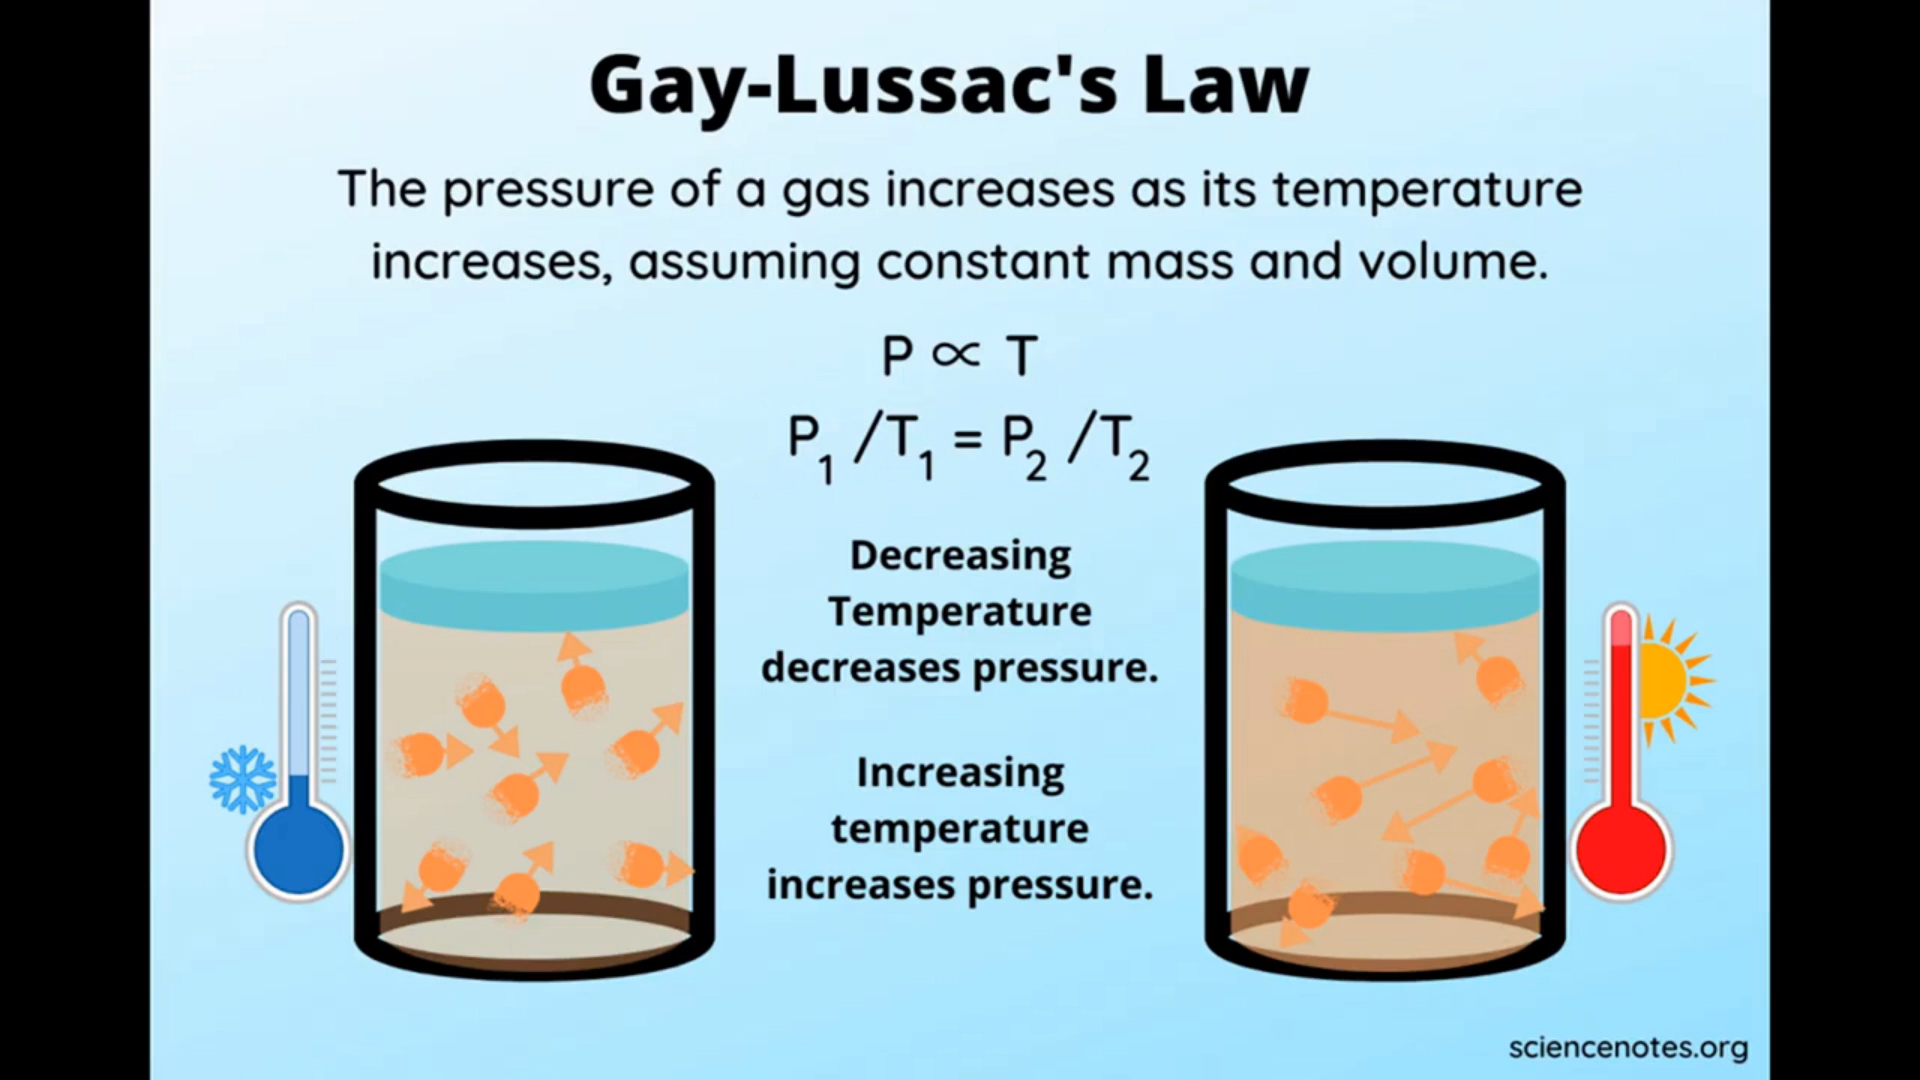 Gay-Lussac's Law
The pressure of a gas increases as its temperature
increases, assuming constant mass and volume.
P ∝ T
P₁ /T₁ = P₂ /T₂
Decreasing
Temperature
decreases pressure.
Increasing
temperature
increases pressure.
sciencenotes.org